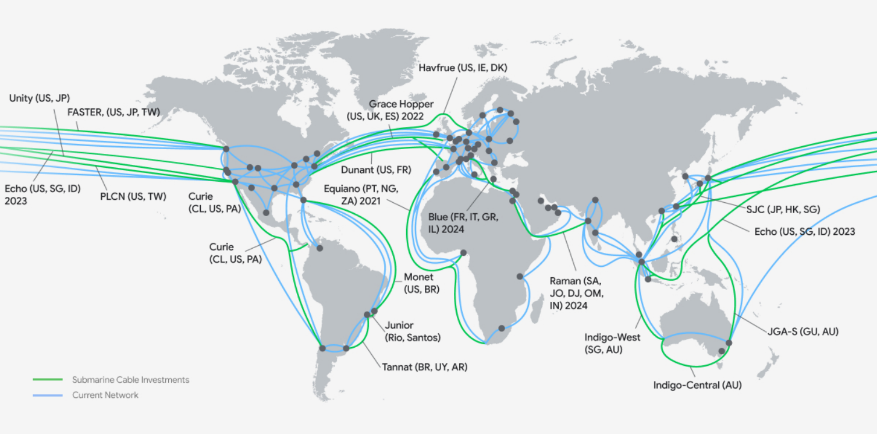 Havfrue (US, IE, DK)
Unity (US, JP)
FASTER, (US, JP, TW)
Grace Hopper
(US, UK, ES) 2022
Dunant (US, FR)
Echo (US, SG, ID)
2023
PLCN (US, TW)
Curie
(CL, US, PA)
Equiano (PT, NG,
ZA) 2021
Blue (FR, IT, GR,
IL) 2024
SJC (JP, HK, SG)
Echo (US, SG, ID) 2023
Curie
(CL, US, PA)
Monet
(US, BR)
Raman (SA,
JO, DJ, OM,
IN) 2024
Junior
(Rio, Santos)
Indigo-West
(SG, AU)
JGA-S (GU, AU)
Tannat (BR, UY, AR)
Indigo-Central (AU)
Submarine Cable Investments
Current Network